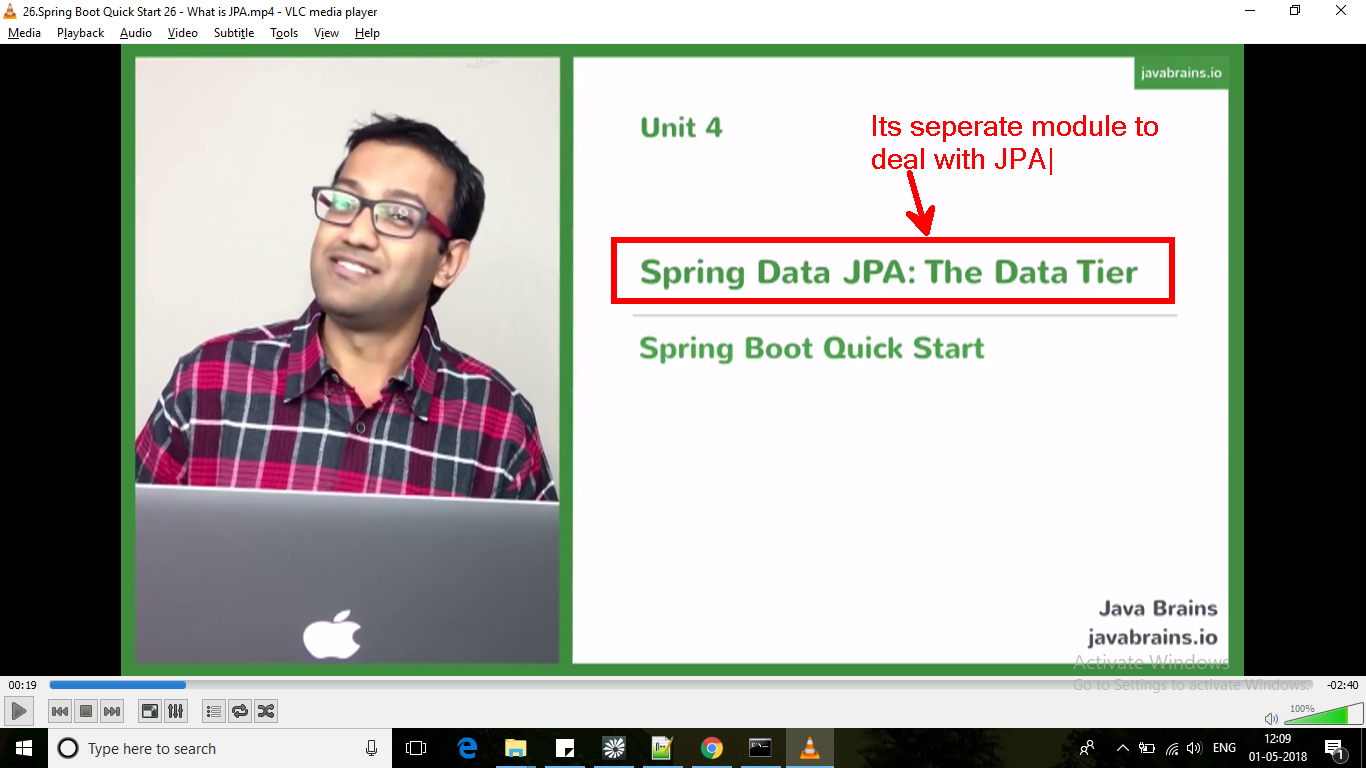 26.Spring Boot Quick Start 26 - What is JPA.mp4 - VLC media player
Media Playback Audio Video Subtitle Tools View Help
javabrains.io
Unit 4
Its seperate module to
deal with JPA
Spring Data JPA: The Data Tier
Spring Boot Quick Start
Java Brains
javabrains.io
Activate Windows
Go to Settings to activate Windows.
00:19
-02:40
100%
Type here to search
ENG
12:09
01-05-2018
1